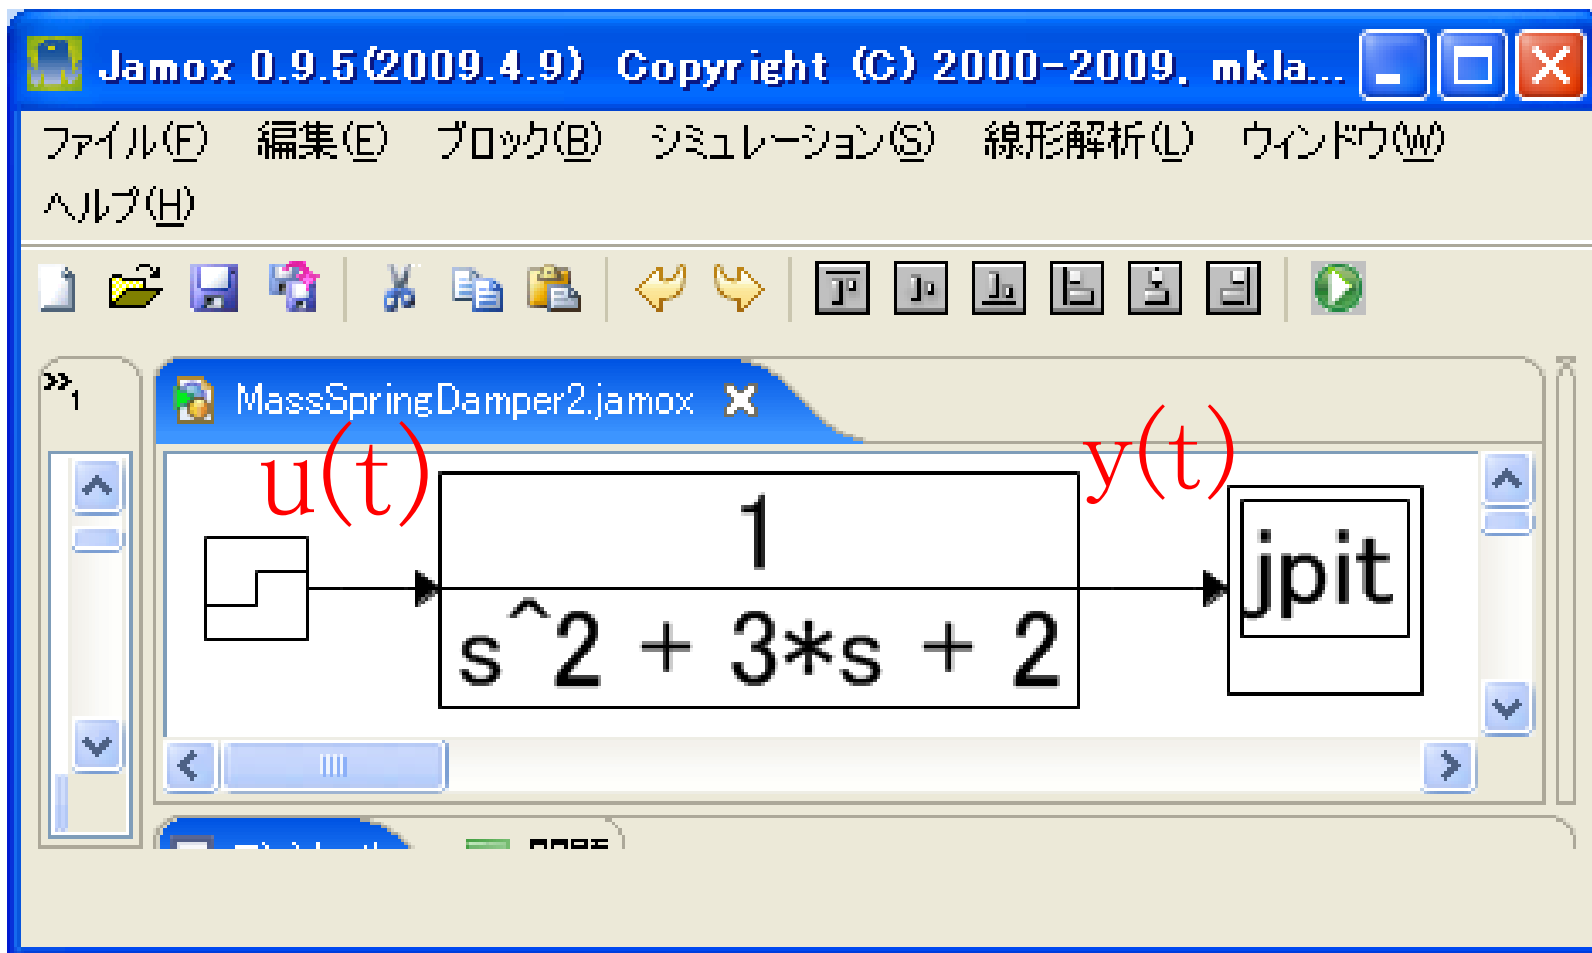 Jamox 0.9.5(2009.4.9) Copyright (C) 2000-2009, mkla...
ファイル(F) 編集(E) ブロック(B) シミュレーション(S) 線形解析(L) ウィンドウ(W)
ヘルプ(H)
»1
MassSpringDamper2.jamox
u(t)
y(t)
1
s^2 + 3*s + 2
jpit